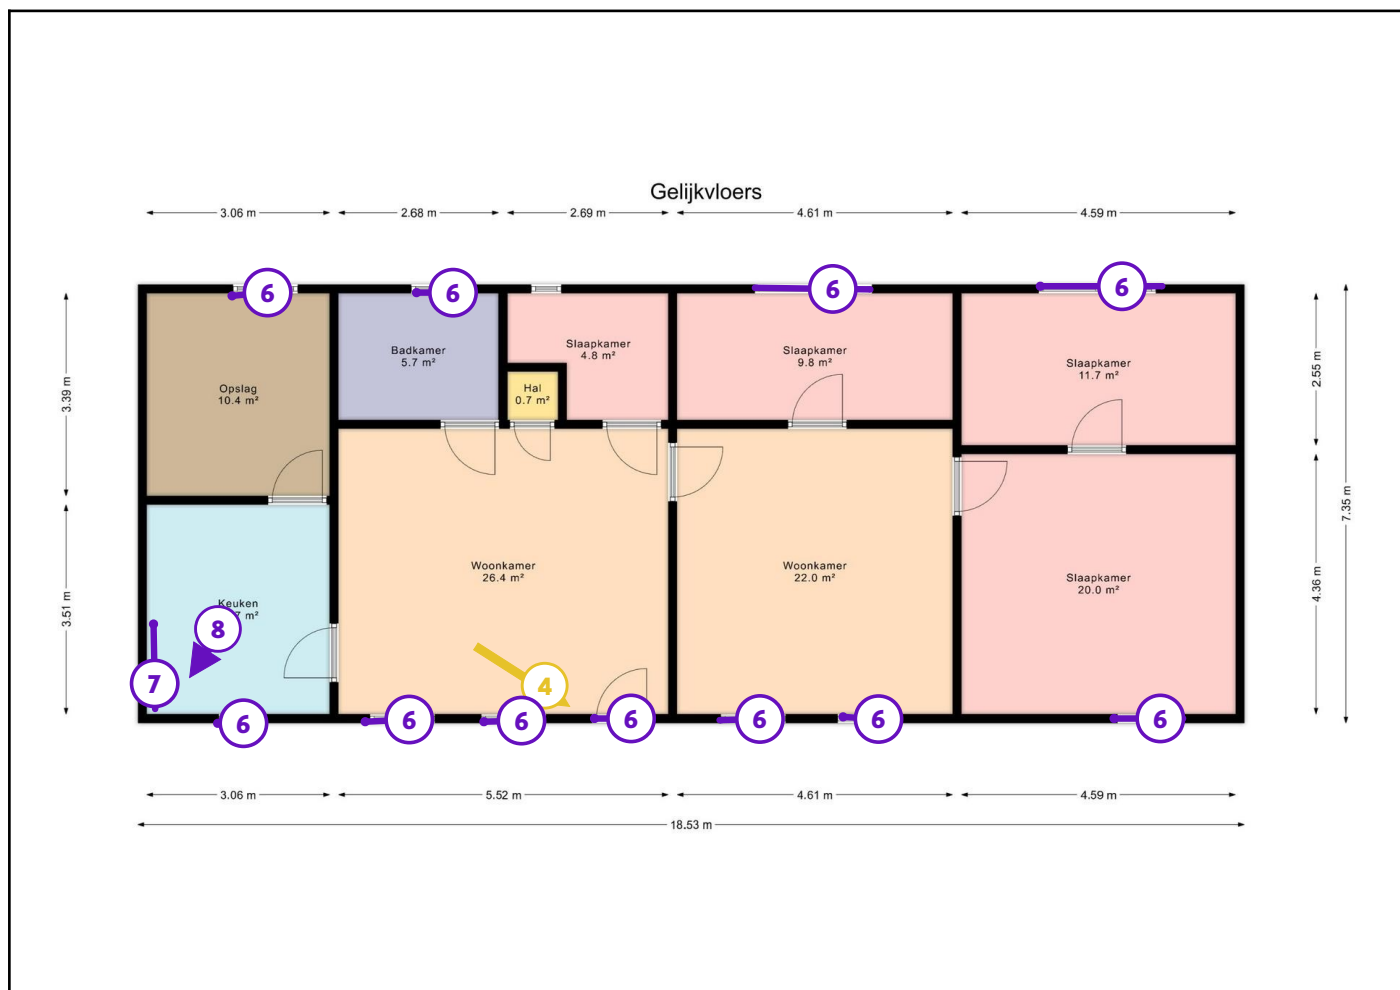 Gelijkvloers
3.06 m
2.68 m
2.69 m
4.61 m
4.59 m
6
6
6
6
3.39 m
2.55 m
7.35 m
Badkamer
5.7 m²
Slaapkamer
4.8 m²
Slaapkamer
9.8 m²
Slaapkamer
11.7 m²
Opslag
10.4 m²
Hal
0.7 m²
3.51 m
4.36 m
Woonkamer
26.4 m²
Woonkamer
22.0 m²
Slaapkamer
20.0 m²
Keuken
m²
8
7
4
6
6
6
6
6
6
6
3.06 m
5.52 m
4.61 m
4.59 m
18.53 m